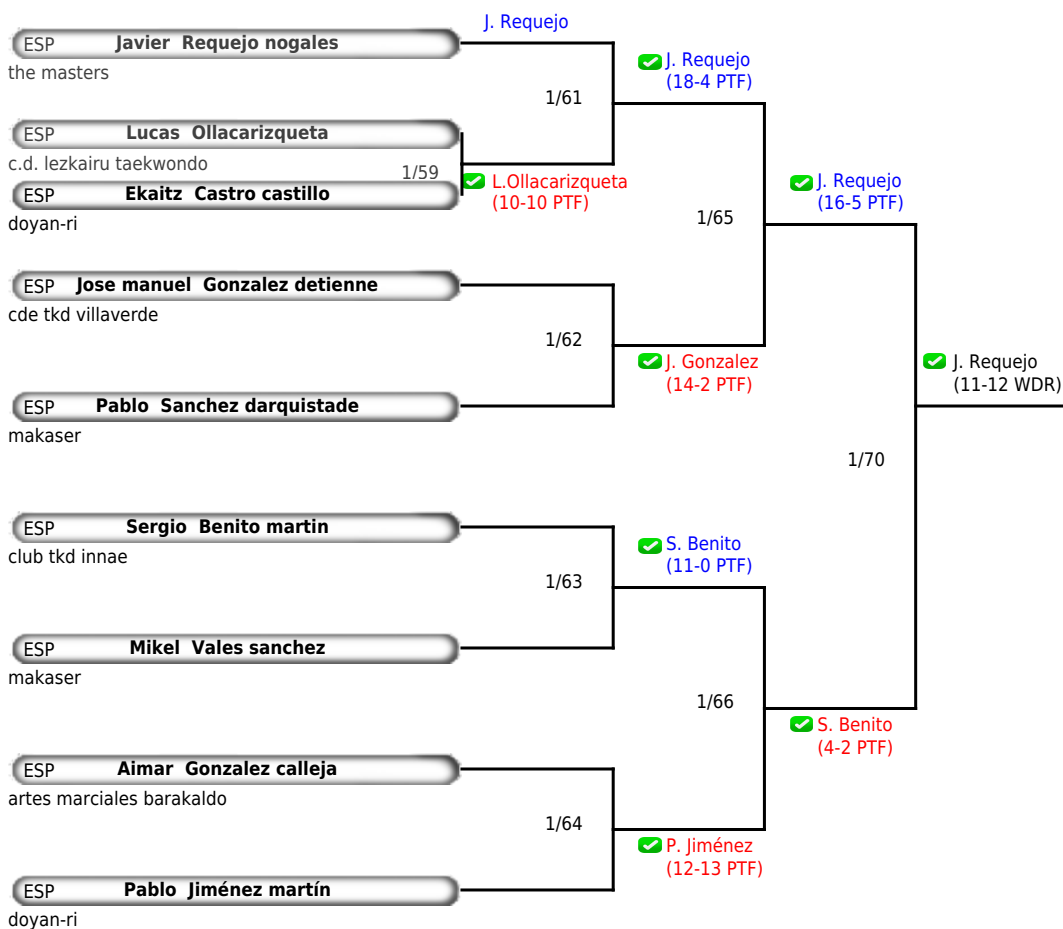 J. Requejo
ESP Javier Requejo nogales
the masters
J. Requejo
(18-4 PTF)
1/61
ESP Lucas Ollacarizqueta
c.d. lezkairu taekwondo
1/59
L.Ollacarizqueta
(10-10 PTF)
ESP Ekaitz Castro castillo
doyan-ri
J. Requejo
(16-5 PTF)
1/65
ESP Jose manuel Gonzalez detienne
cde tkd villaverde
1/62
J. Gonzalez
(14-2 PTF)
J. Requejo
(11-12 WDR)
ESP Pablo Sanchez darquistade
makaser
1/70
ESP Sergio Benito martin
club tkd innae
S. Benito
(11-0 PTF)
1/63
ESP Mikel Vales sanchez
makaser
1/66
S. Benito
(4-2 PTF)
ESP Aimar Gonzalez calleja
artes marciales barakaldo
1/64
P. Jiménez
(12-13 PTF)
ESP Pablo Jiménez martín
doyan-ri